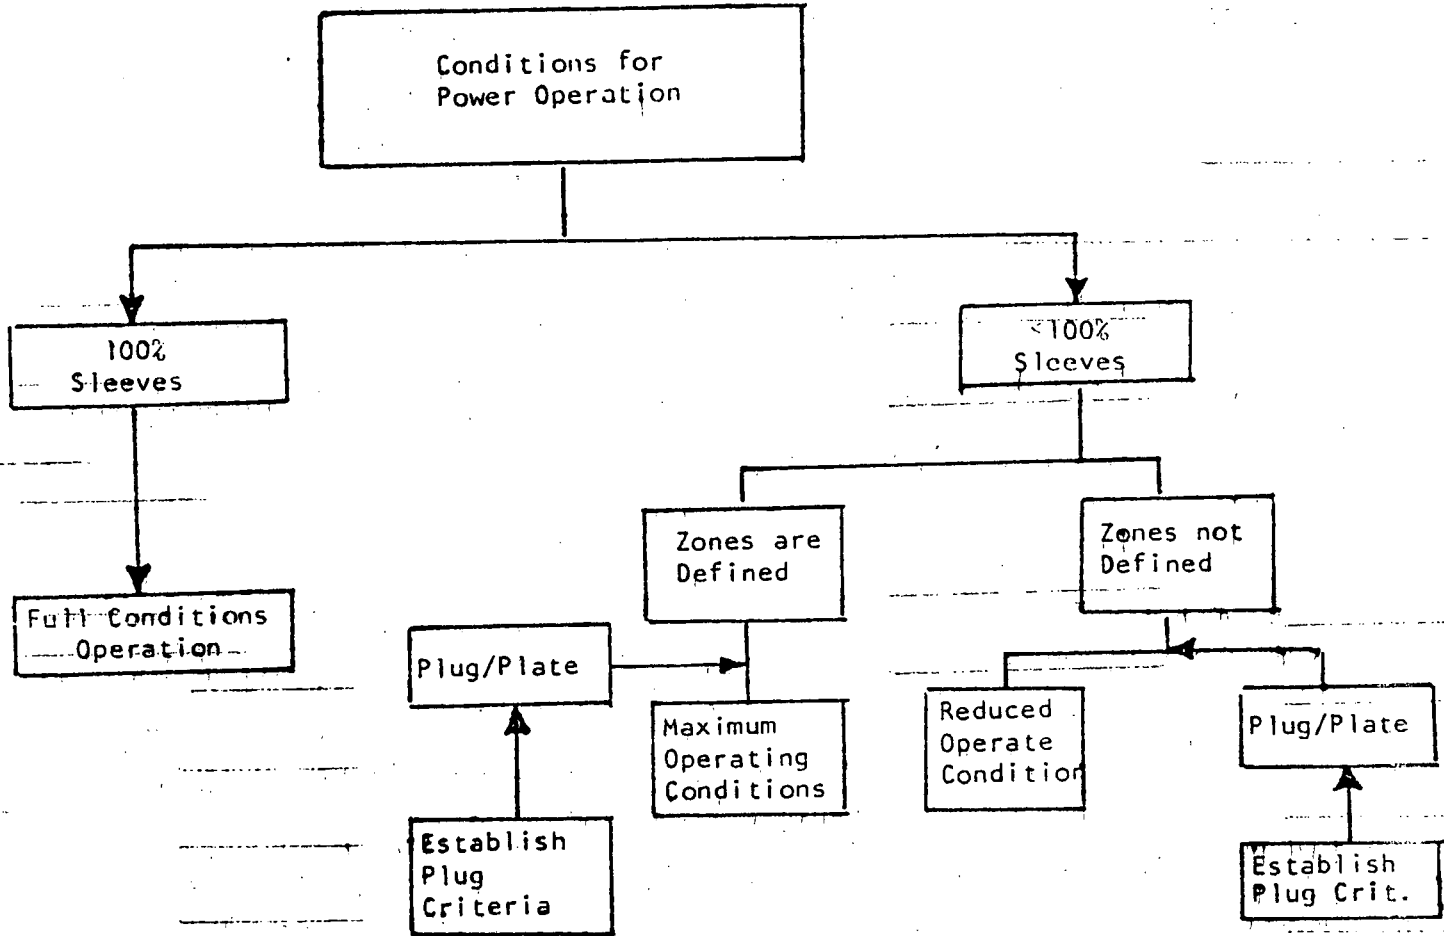 Conditions for
Power Operation
100%
Sleeves
<100%
Sleeves
Zones are
Defined
Zones not
Defined
Full Conditions
Operation
Plug/Plate
Maximum
Operating
Conditions
Reduced
Operate
Condition
Plug/Plate
Establish
Plug
Criteria
Establish
Plug Crit.